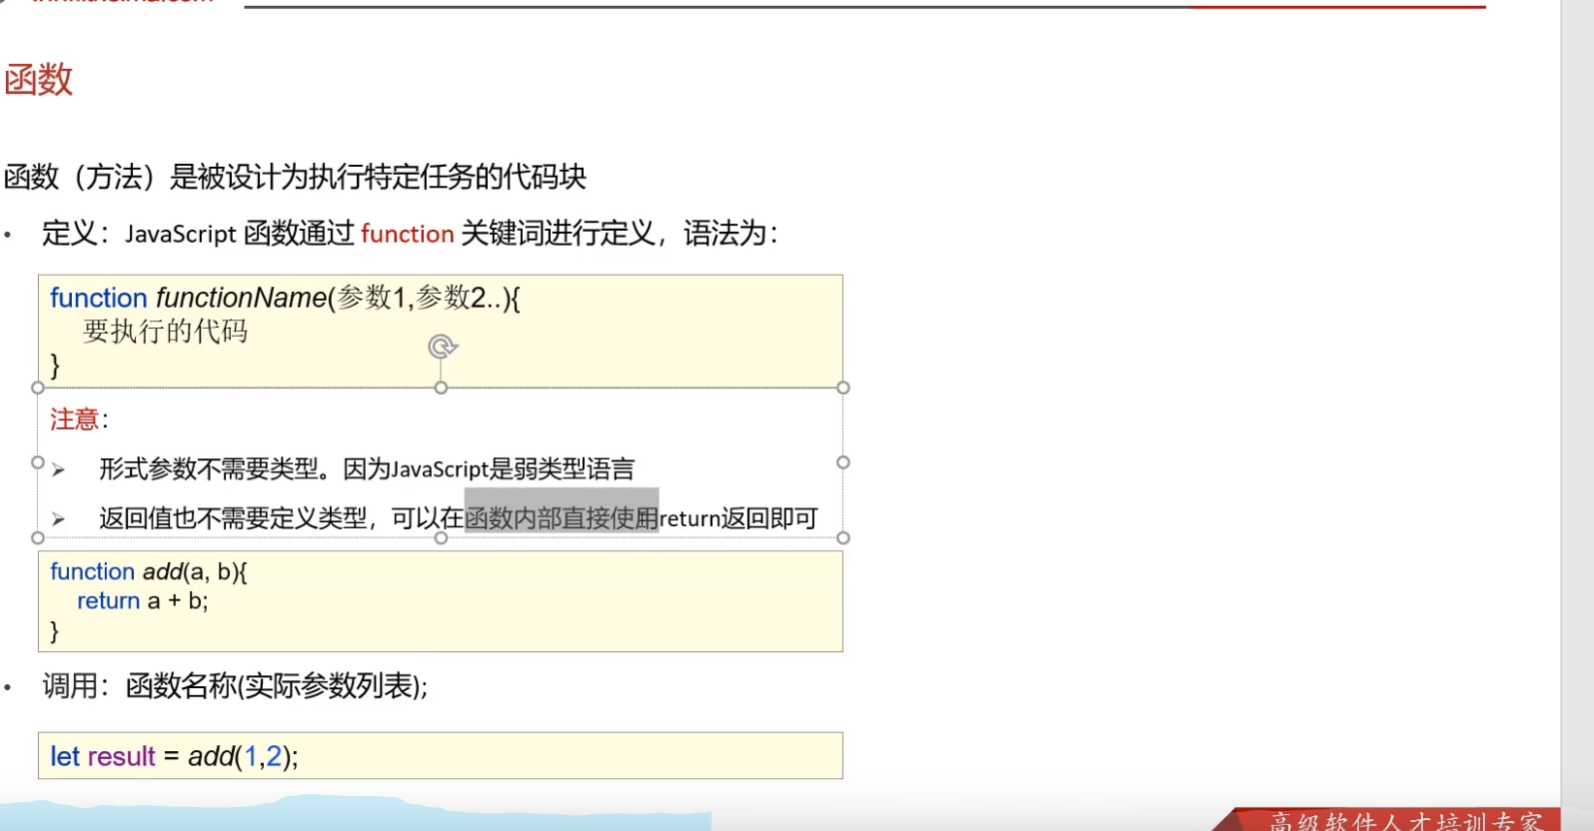 函数
函数（方法）是被设计为执行特定任务的代码块
• 定义：JavaScript 函数通过 function 关键词进行定义，语法为：
function functionName(参数1,参数2..){
要执行的代码
}
注意：
➢ 形式参数不需要类型。因为JavaScript是弱类型语言
➢ 返回值也不需要定义类型，可以在函数内部直接使用return返回即可
function add(a, b){
return a + b;
}
• 调用：函数名称(实际参数列表);
let result = add(1,2);
高级软件人才培训专家